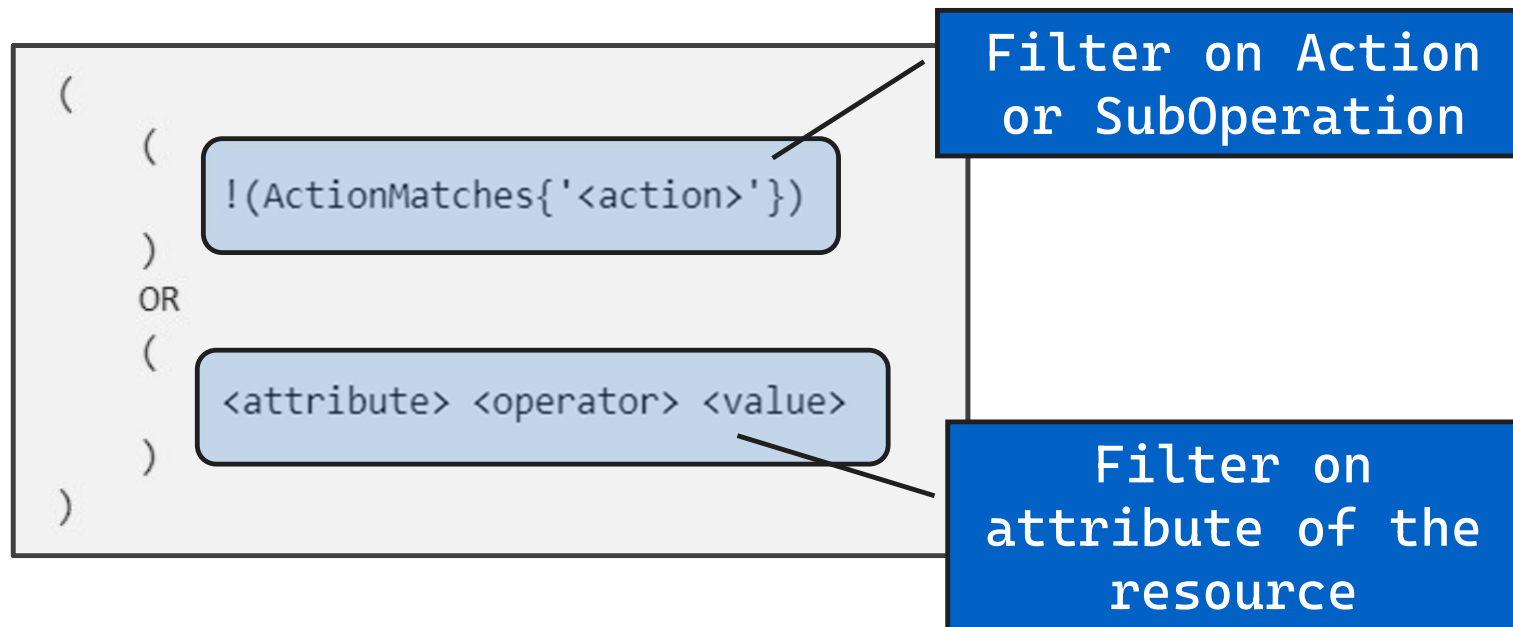 (
(
!(ActionMatches{'<action>'})
)
OR
(
<attribute> <operator> <value>
)
)
Filter on Action
or SubOperation
Filter on
attribute of the
resource